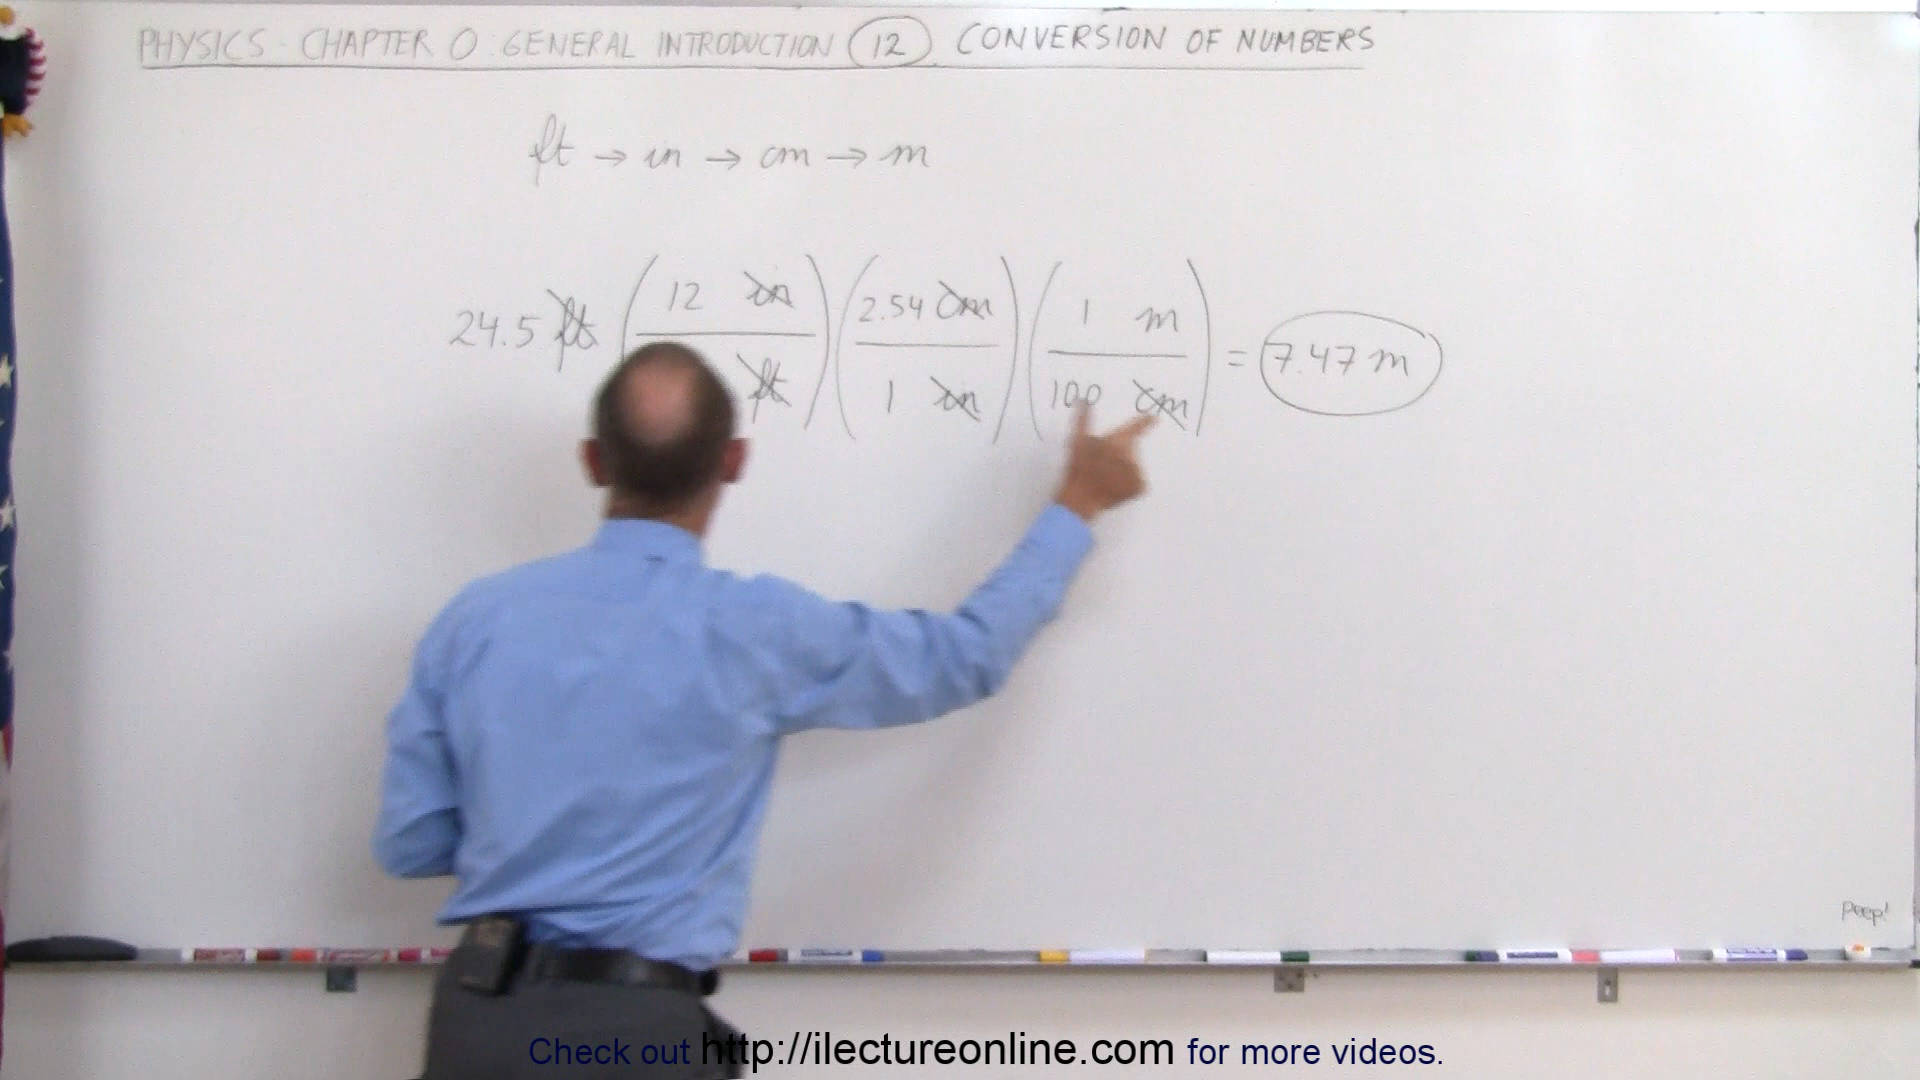 PHYSICS - CHAPTER 0: GENERAL INTRODUCTION (12) CONVERSION OF NUMBERS
ft → in → cm → m
24.5 ft (12 in / ft) (2.54 cm / 1 in) (1 m / 100 cm) = 7.47 m
Peep!
Check out http://ilectureonline.com for more videos.